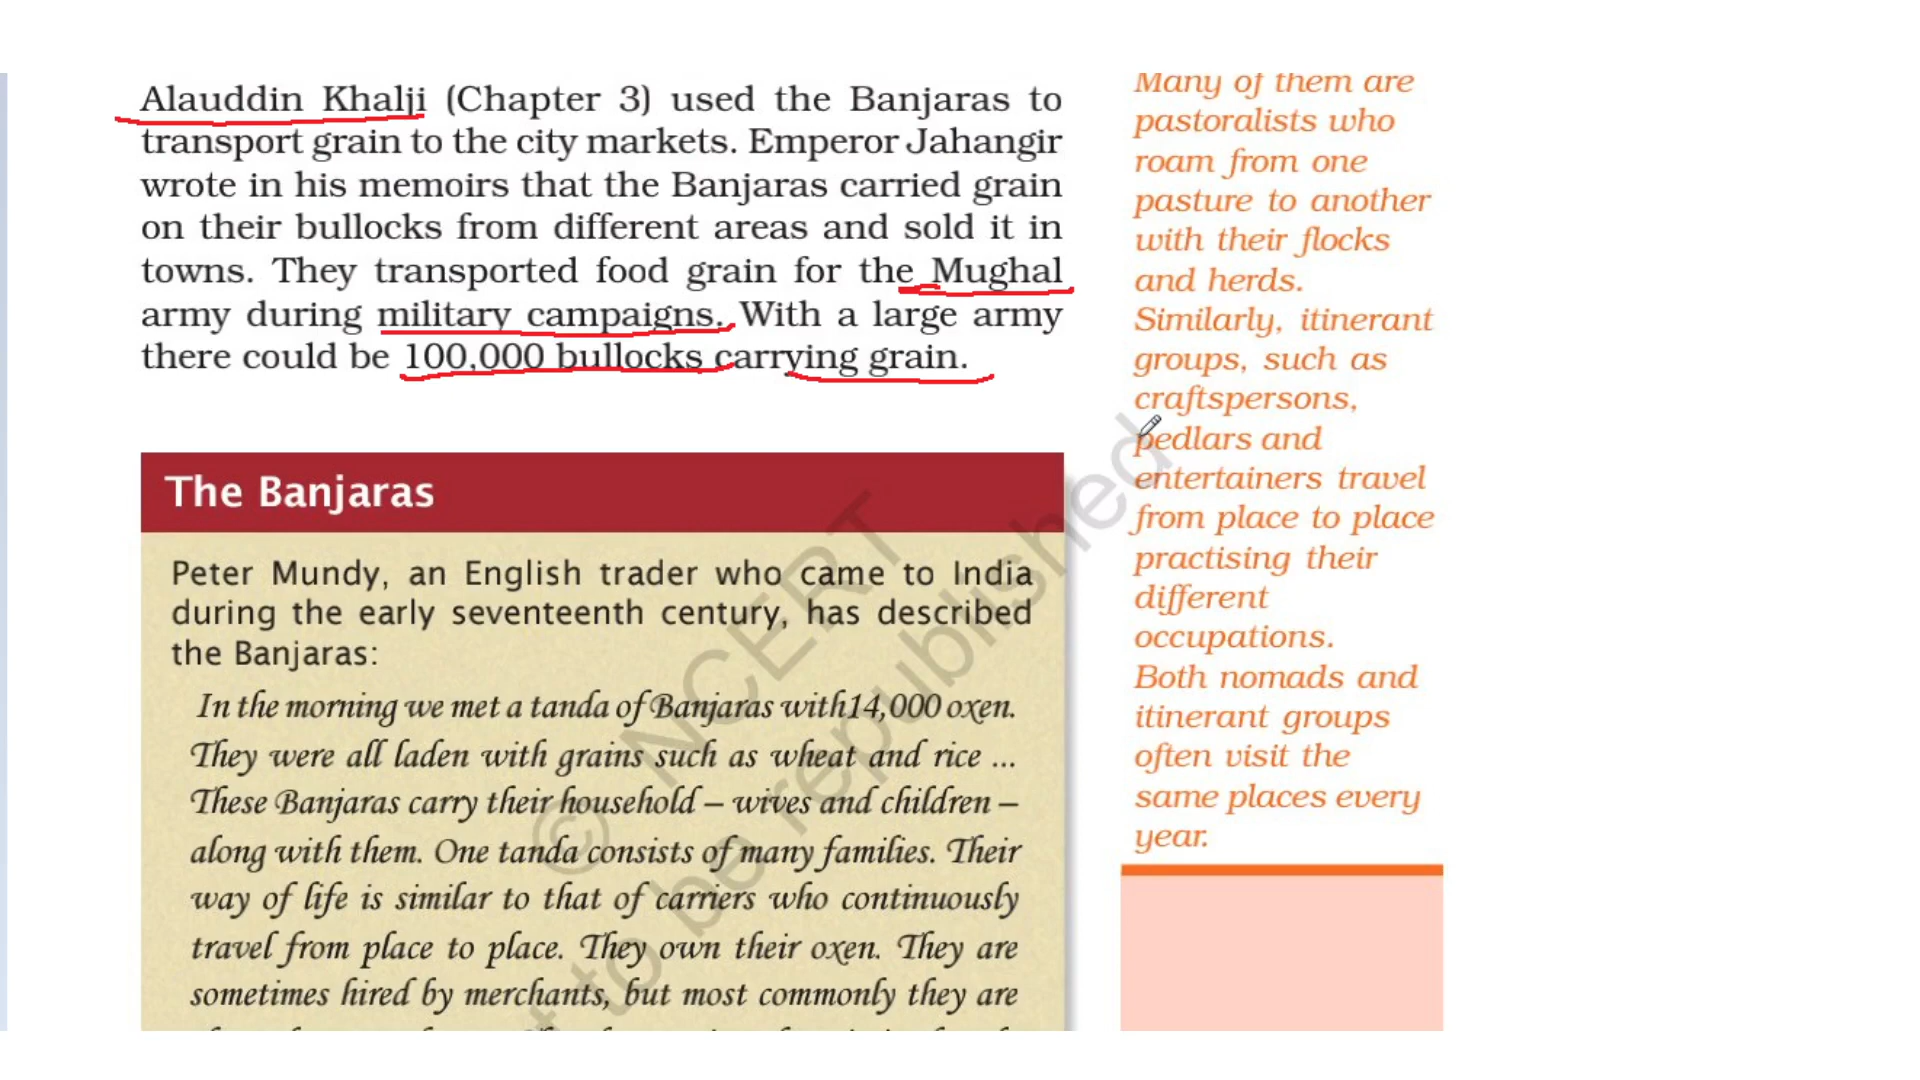 Alauddin Khalji (Chapter 3) used the Banjaras to
transport grain to the city markets. Emperor Jahangir
wrote in his memoirs that the Banjaras carried grain
on their bullocks from different areas and sold it in
towns. They transported food grain for the Mughal
army during military campaigns. With a large army
there could be 100,000 bullocks carrying grain.
The Banjaras
Peter Mundy, an English trader who came to India
during the early seventeenth century, has described
the Banjaras:
In the morning we met a tanda of Banjaras with14,000 oxen.
They were all laden with grains such as wheat and rice ...
These Banjaras carry their household – wives and children –
along with them. One tanda consists of many families. Their
way of life is similar to that of carriers who continuously
travel from place to place. They own their oxen. They are
sometimes hired by merchants, but most commonly they are
Many of them are
pastoralists who
roam from one
pasture to another
with their flocks
and herds.
Similarly, itinerant
groups, such as
craftspersons,
pedlars and
entertainers travel
from place to place
practising their
different
occupations.
Both nomads and
itinerant groups
often visit the
same places every
year.
© NCERT
to be republished